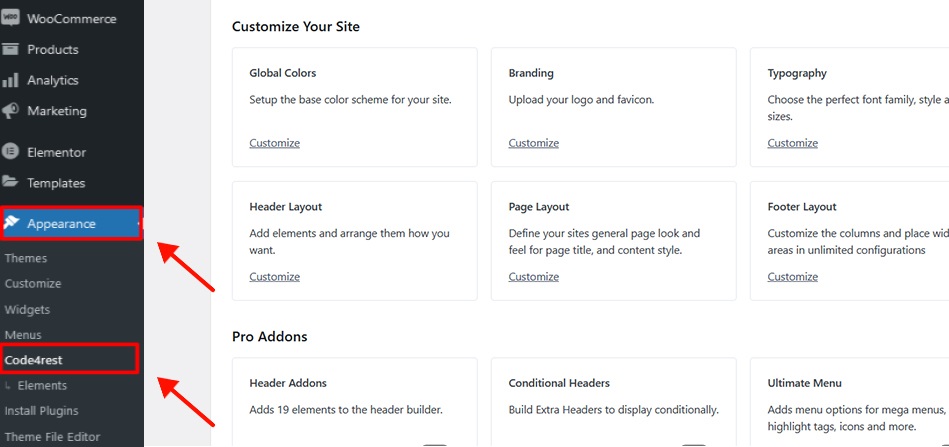 WooCommerce
Products
Analytics
Marketing
Elementor
Templates
Appearance
Themes
Customize
Widgets
Menus
Code4rest
Elements
Install Plugins
Theme File Editor
Customize Your Site
Global Colors
Setup the base color scheme for your site.
Customize
Branding
Upload your logo and favicon.
Customize
Typography
Choose the perfect font family, style a
sizes.
Customize
Header Layout
Add elements and arrange them how you
want.
Customize
Page Layout
Define your sites general page look and
feel for page title, and content style.
Customize
Footer Layout
Customize the columns and place wid
areas in unlimited configurations
Customize
Pro Addons
Header Addons
Adds 19 elements to the header builder.
Conditional Headers
Build Extra Headers to display conditionally.
Ultimate Menu
Adds menu options for mega menus,
highlight tags, icons and more.